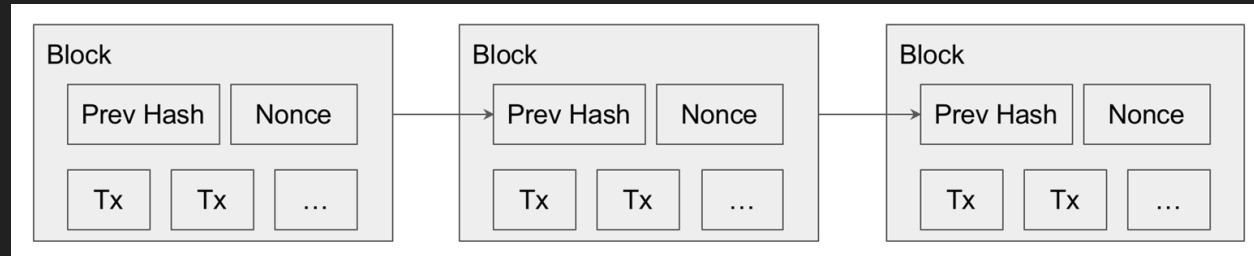 Block
Prev Hash
Nonce
Tx
Tx
…
Block
Prev Hash
Nonce
Tx
Tx
…
Block
Prev Hash
Nonce
Tx
Tx
…